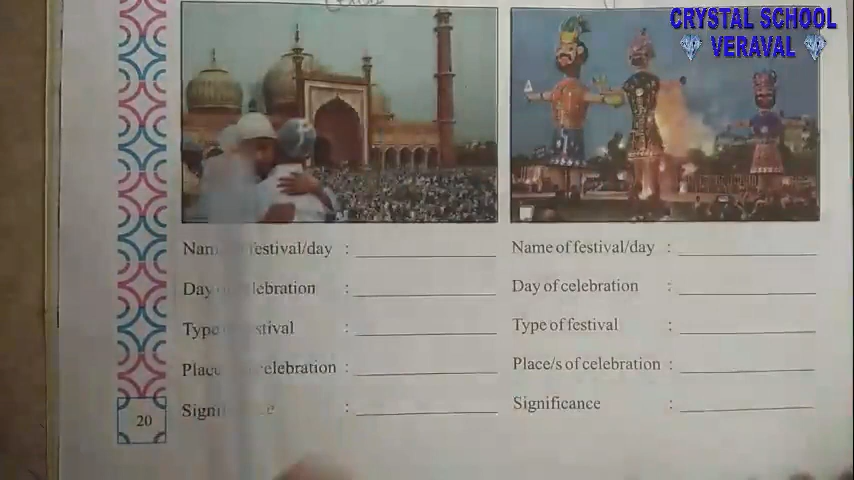 CRYSTAL SCHOOL
VERAVAL
Name festival/day :
Day lebration :
Type stival :
Place elebration :
Signi e :
Name of festival/day :
Day of celebration :
Type of festival :
Place/s of celebration :
Significance :
20